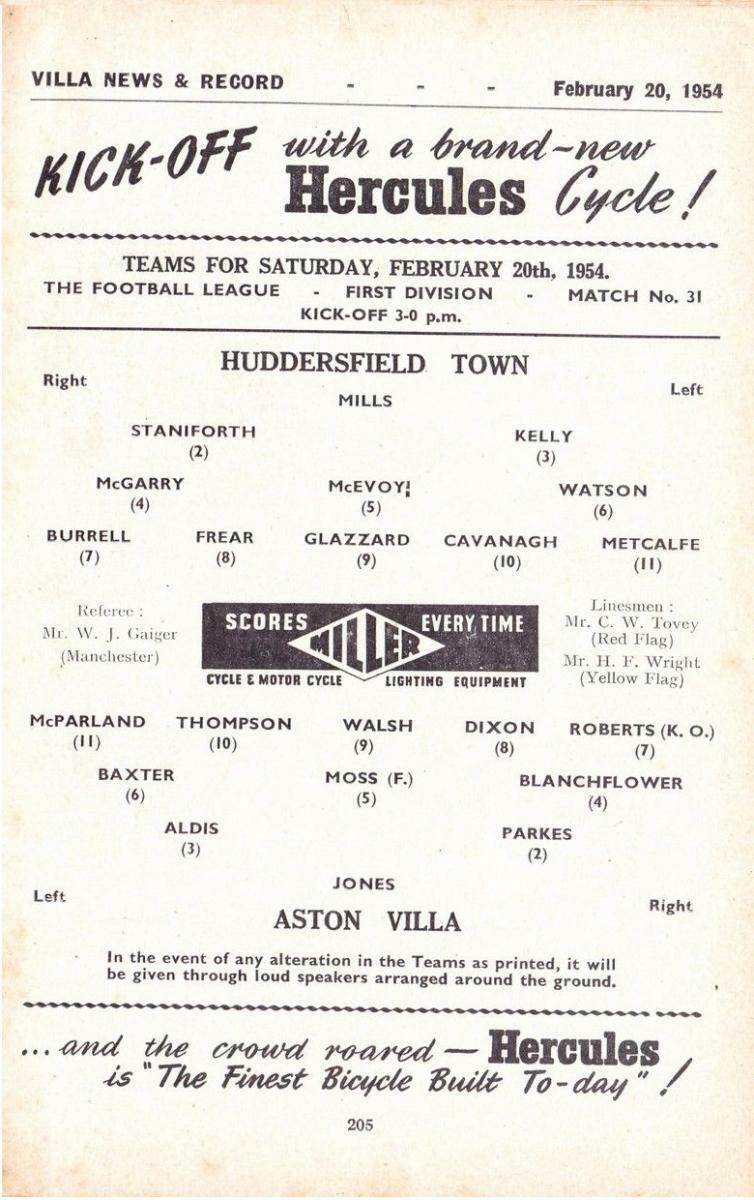 VILLA NEWS & RECORD - - - February 20, 1954
KICK-OFF with a brand-new
Hercules Cycle!
TEAMS FOR SATURDAY, FEBRUARY 20th, 1954.
THE FOOTBALL LEAGUE - FIRST DIVISION - MATCH No. 31
KICK-OFF 3-0 p.m.
HUDDERSFIELD TOWN
Right Left
MILLS
STANIFORTH KELLY
(2) (3)
McGARRY McEVOY WATSON
(4) (5) (6)
BURRELL FREAR GLAZZARD CAVANAGH METCALFE
(7) (8) (9) (10) (11)
Referee :
Mr. W. J. Gaiger
(Manchester)
SCORES MILLER EVERY TIME
CYCLE & MOTOR CYCLE LIGHTING EQUIPMENT
Linesmen :
Mr. C. W. Tovey
(Red Flag)
Mr. H. F. Wright
(Yellow Flag)
McPARLAND THOMPSON WALSH DIXON ROBERTS (K. O.)
(11) (10) (9) (8) (7)
BAXTER MOSS (F.) BLANCHFLOWER
(6) (5) (4)
ALDIS PARKES
(3) (2)
JONES
Left Right
ASTON VILLA
In the event of any alteration in the Teams as printed, it will
be given through loud speakers arranged around the ground.
...and the crowd roared — Hercules
is "The Finest Bicycle Built To-day" !
205